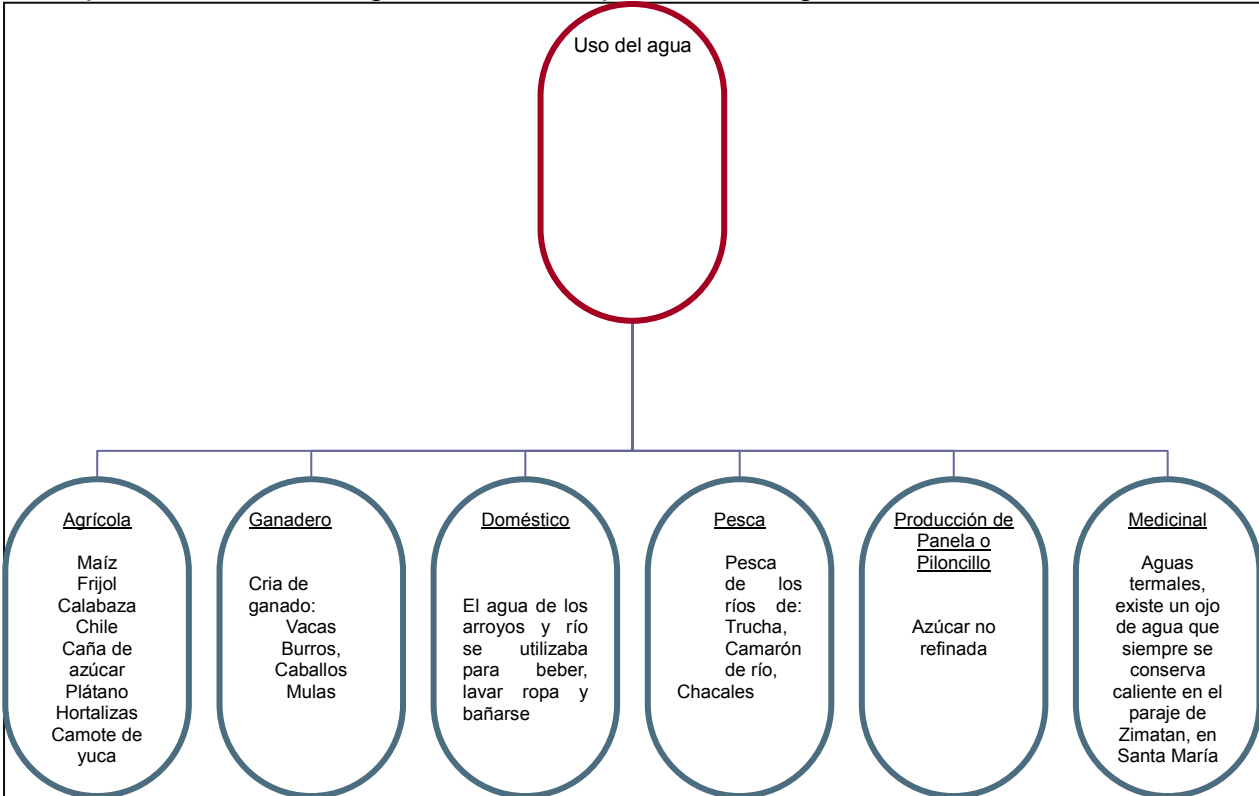 Uso del agua
Agrícola
Maíz
Frijol
Calabaza
Chile
Caña de
azúcar
Plátano
Hortalizas
Camote de
yuca
Ganadero
Cria de
ganado:
Vacas
Burros,
Caballos
Mulas
Doméstico
El agua de los
arroyos y río
se utilizaba
para beber,
lavar ropa y
bañarse
Pesca
Pesca
de los
ríos de:
Trucha,
Camarón
de río,
Chacales
Producción de
Panela o
Piloncillo
Azúcar no
refinada
Medicinal
Aguas
termales,
existe un ojo
de agua que
siempre se
conserva
caliente en el
paraje de
Zimatan, en
Santa María